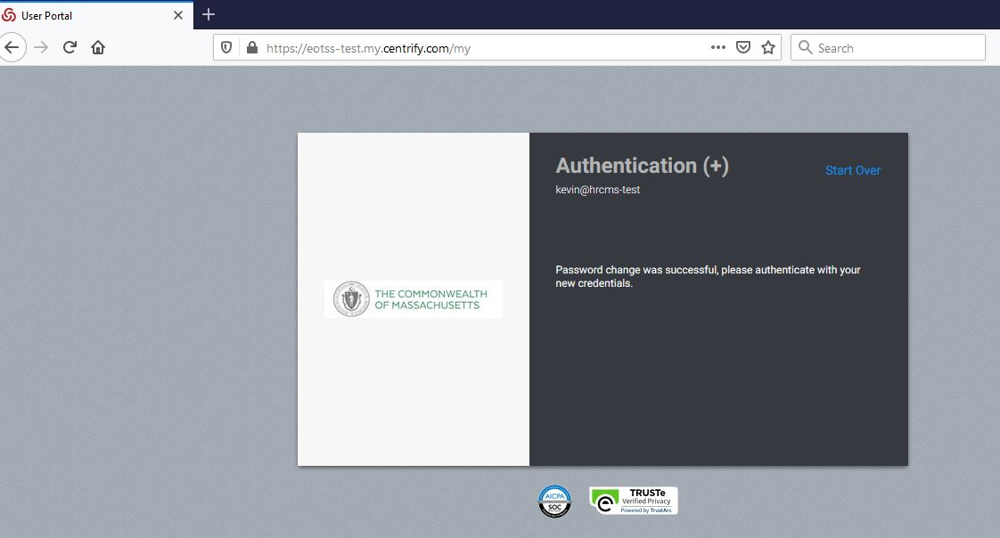 User Portal
https://eotss-test.my.centrify.com/my
Search
Authentication (+)
Start Over
kevin@hrcms-test
Password change was successful, please authenticate with your
new credentials.
THE COMMONWEALTH
OF MASSACHUSETTS
AICPA
SOC
TRUSTe
Verified Privacy
Powered by TrustArc